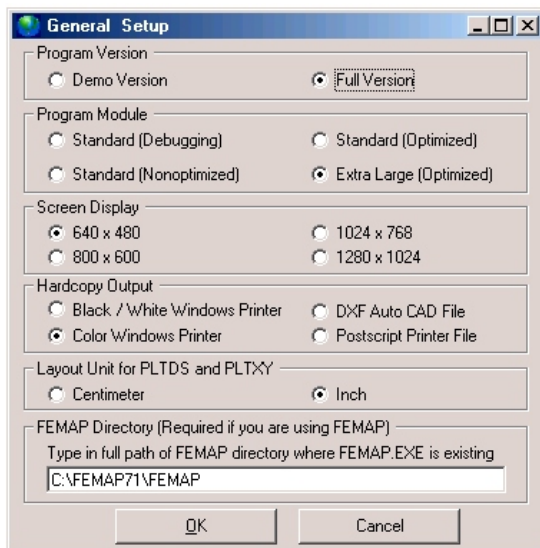 General Setup
Program Version
Demo Version
Full Version
Program Module
Standard (Debugging)
Standard (Optimized)
Standard (Nonoptimized)
Extra Large (Optimized)
Screen Display
640 x 480
1024 x 768
800 x 600
1280 x 1024
Hardcopy Output
Black / White Windows Printer
DXF Auto CAD File
Color Windows Printer
Postscript Printer File
Layout Unit for PLTDS and PLTXY
Centimeter
Inch
FEMAP Directory (Required if you are using FEMAP)
Type in full path of FEMAP directory where FEMAP.EXE is existing
C:\FEMAP71\FEMAP
OK
Cancel